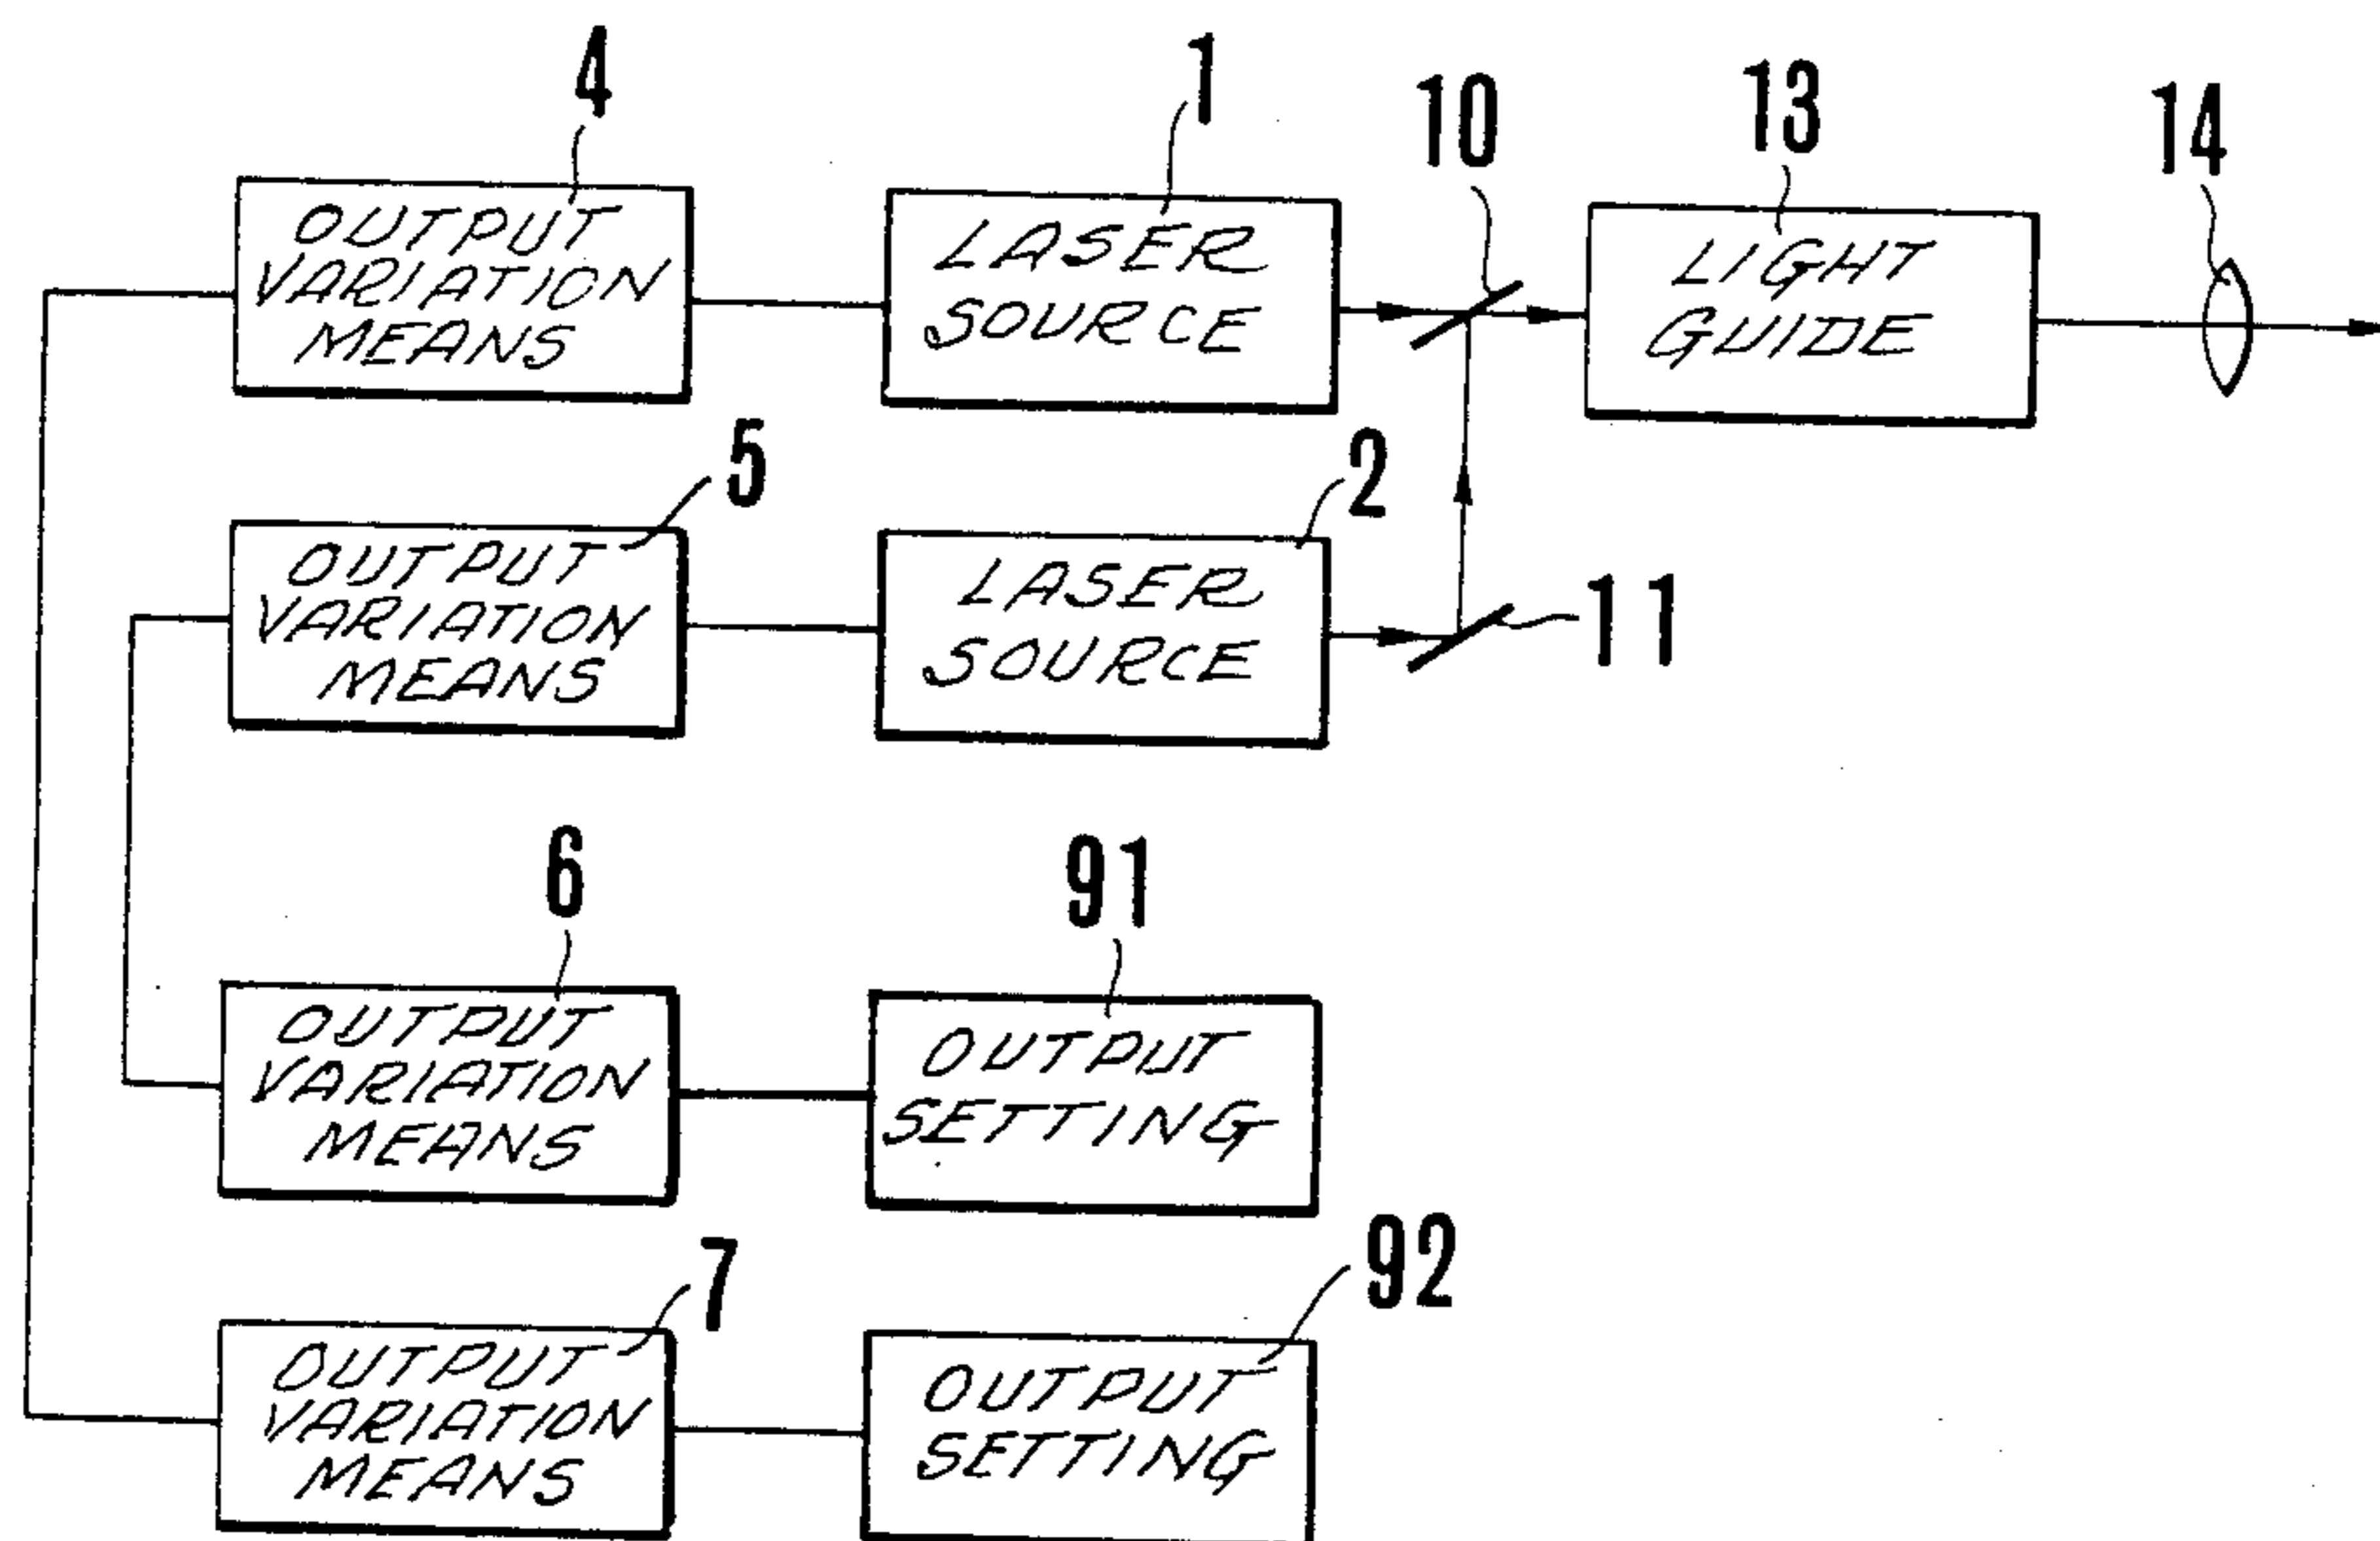 4
1
10
13
14
OUTPUT
VARIATION
MEANS
LASER
SOURCE
LIGHT
GUIDE
5
2
11
OUTPUT
VARIATION
MEANS
LASER
SOURCE
6
91
OUTPUT
VARIATION
MEANS
OUTPUT
SETTING
7
92
OUTPUT
VARIATION
MEANS
OUTPUT
SETTING